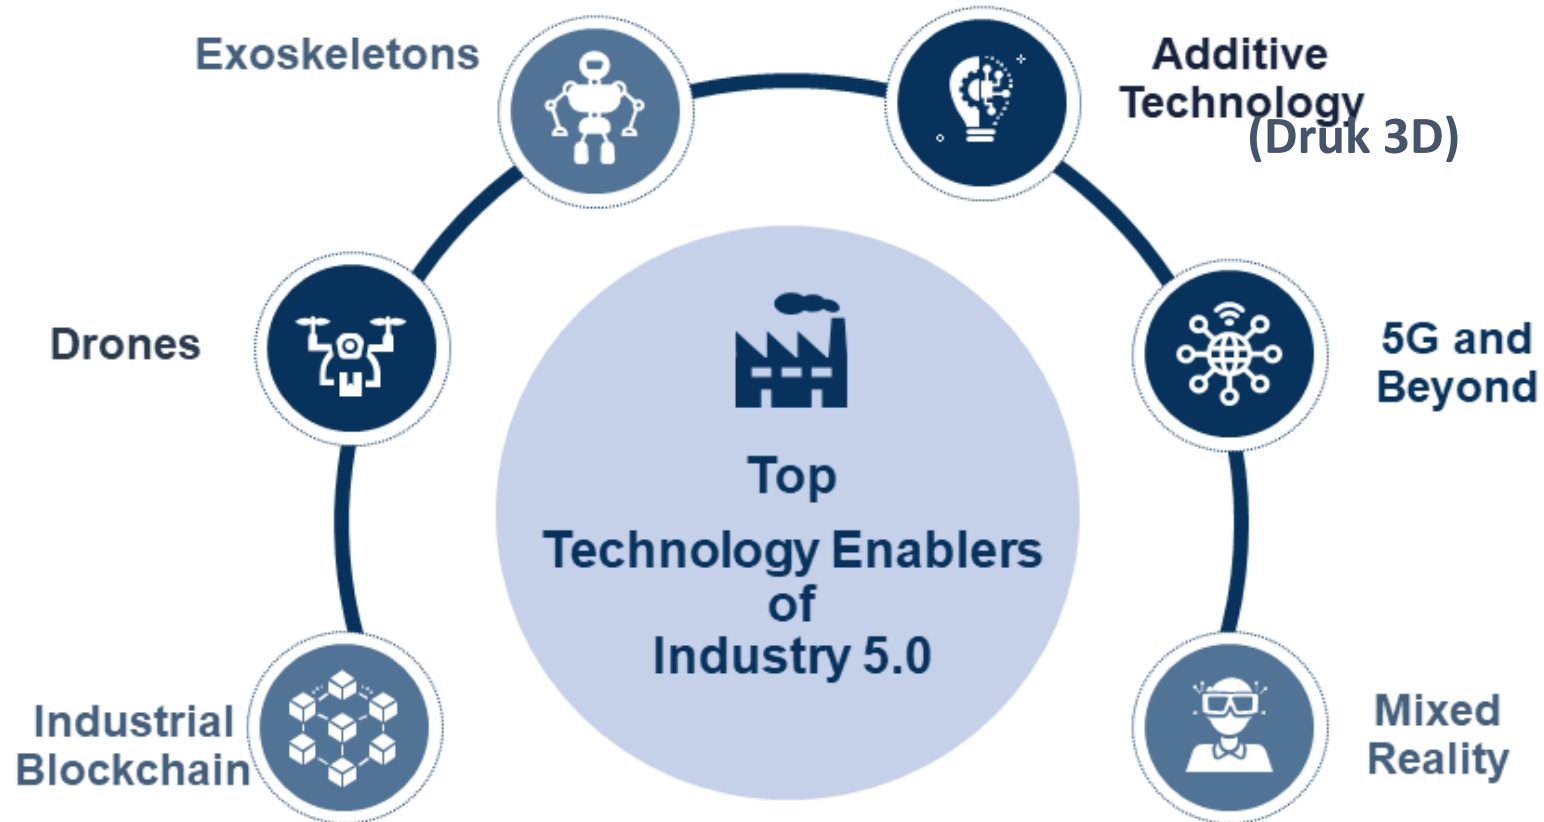 Exoskeletons
Additive
Technology
(Druk 3D)
Drones
5G and
Beyond
Top
Technology Enablers
of
Industry 5.0
Industrial
Blockchain
Mixed
Reality